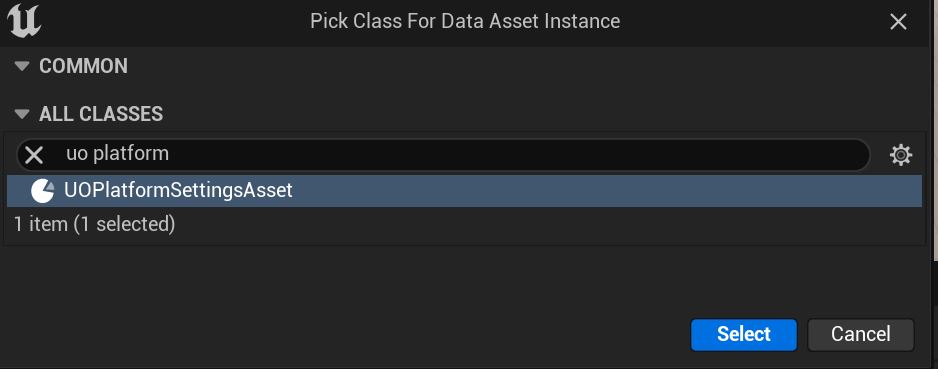 Pick Class For Data Asset Instance
COMMON
ALL CLASSES
uo platform
UOPlatformSettingsAsset
1 item (1 selected)
Select
Cancel